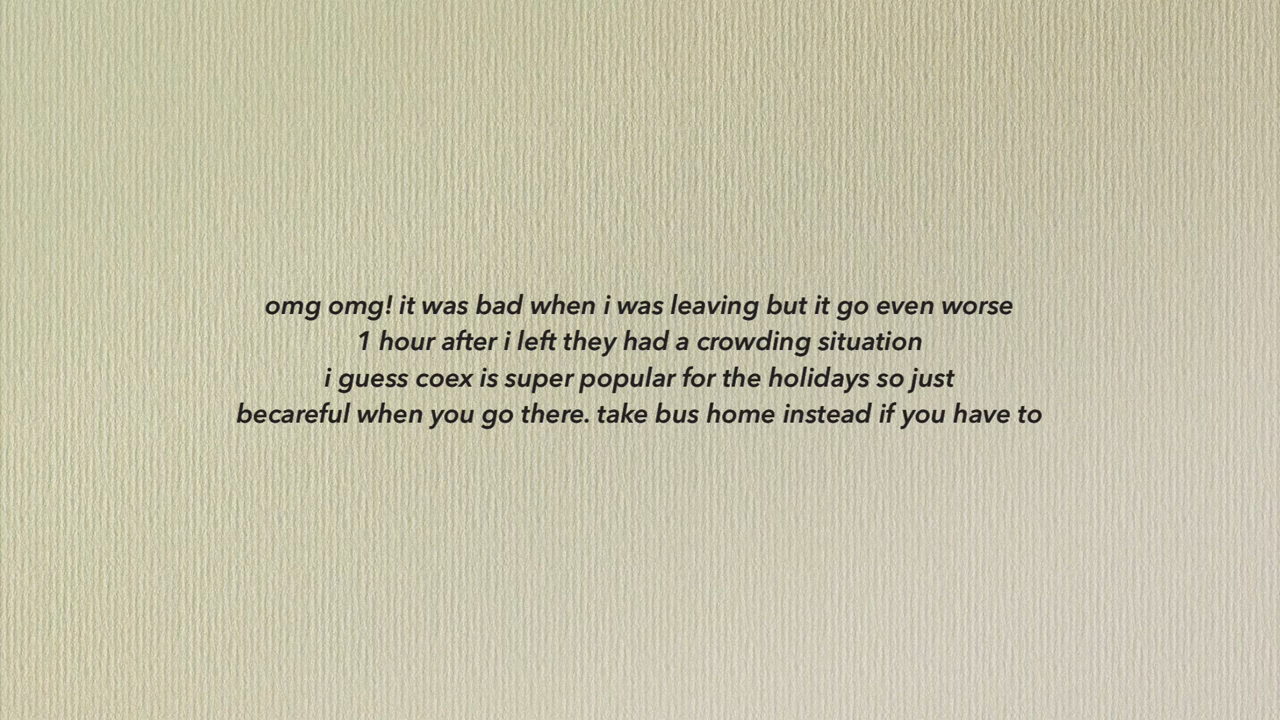 omg omg! it was bad when i was leaving but it go even worse
1 hour after i left they had a crowding situation
i guess coex is super popular for the holidays so just
becareful when you go there. take bus home instead if you have to